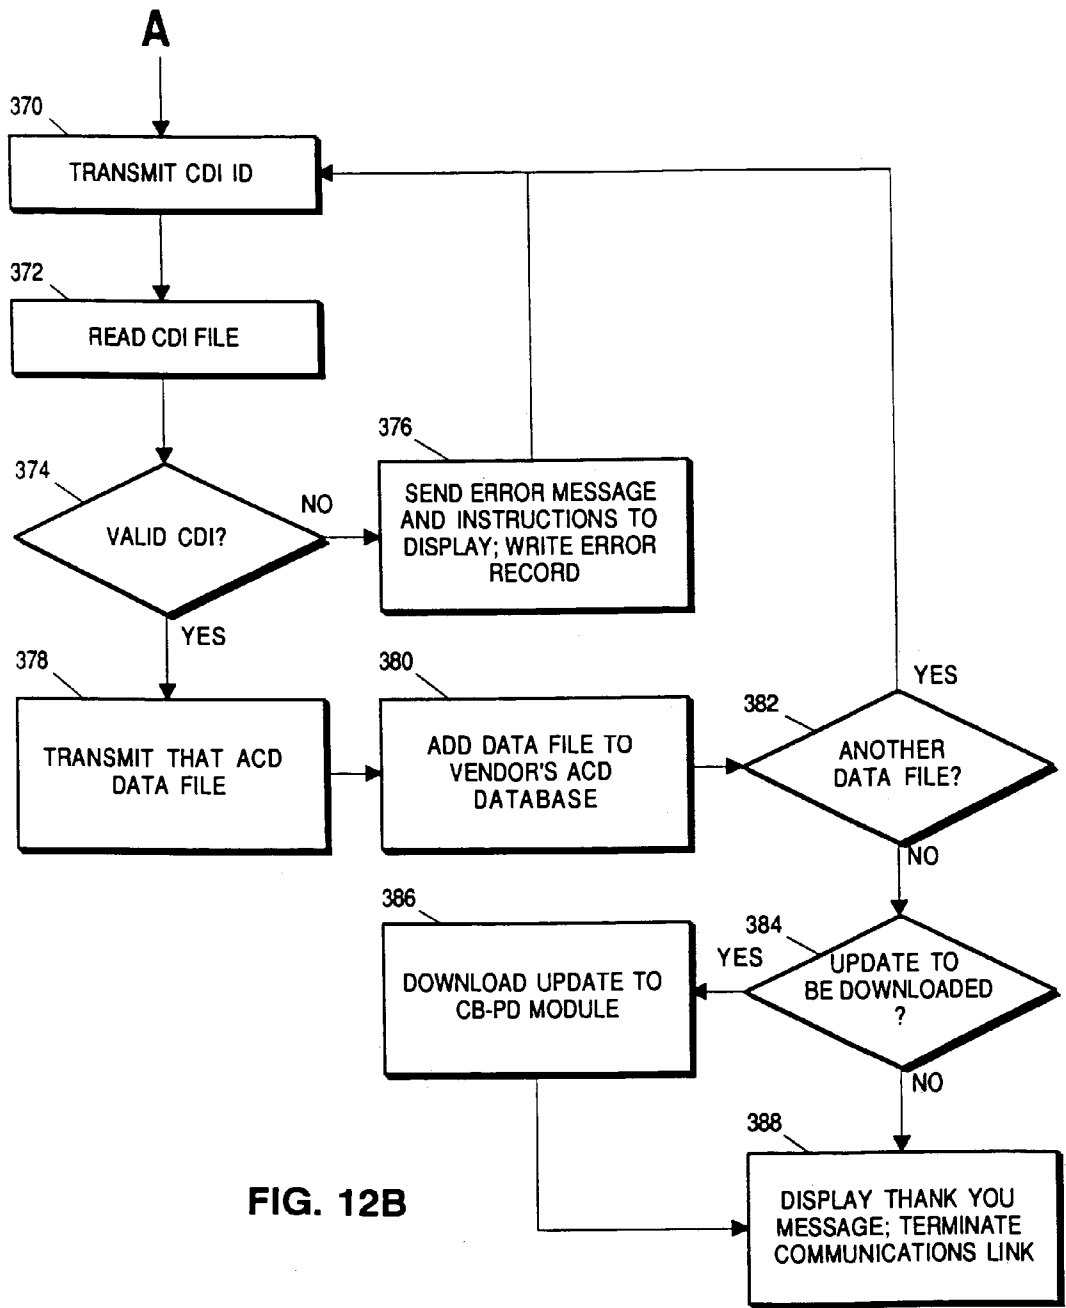 A
370
TRANSMIT CDI ID
372
READ CDI FILE
374
VALID CDI?
NO
376
SEND ERROR MESSAGE
AND INSTRUCTIONS TO
DISPLAY; WRITE ERROR
RECORD
YES
378
TRANSMIT THAT ACD
DATA FILE
380
ADD DATA FILE TO
VENDOR'S ACD
DATABASE
382
YES
ANOTHER
DATA FILE?
NO
384
UPDATE TO
BE DOWNLOADED
?
YES
386
DOWNLOAD UPDATE TO
CB-PD MODULE
NO
388
DISPLAY THANK YOU
MESSAGE; TERMINATE
COMMUNICATIONS LINK
FIG. 12B